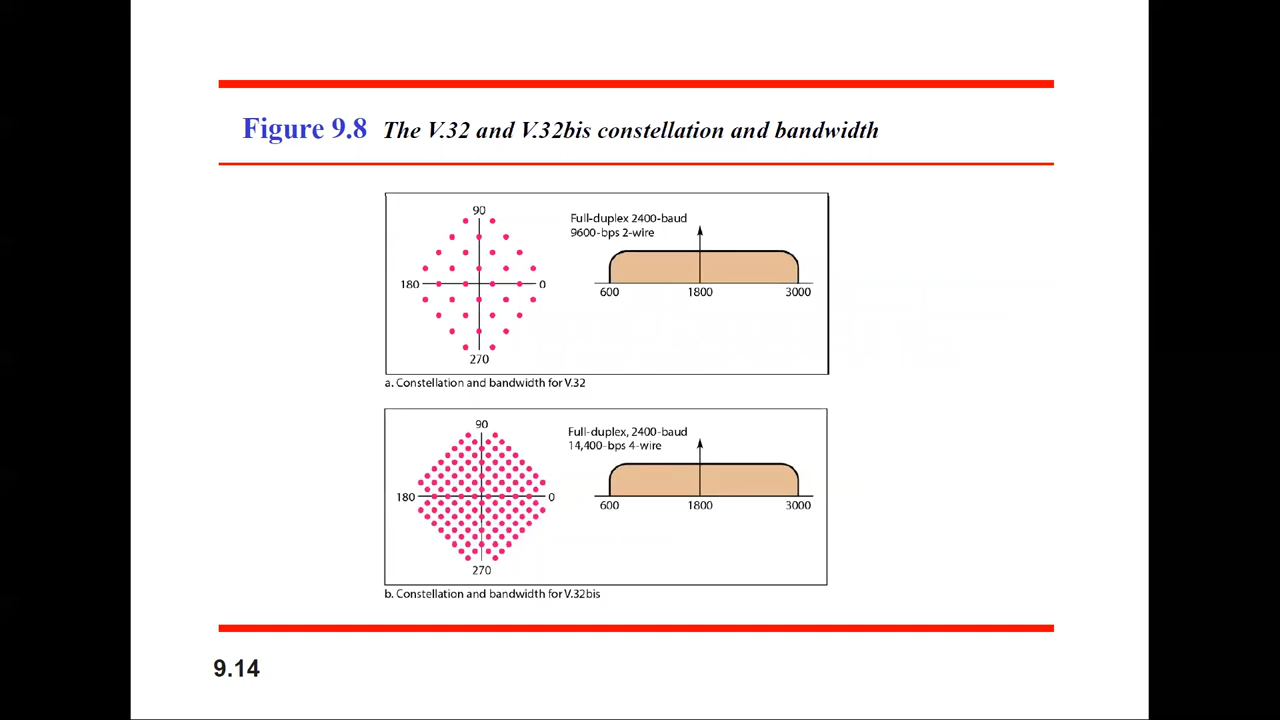 Figure 9.8 The V.32 and V.32bis constellation and bandwidth
90
180
0
270
Full-duplex 2400-baud
9600-bps 2-wire
600
1800
3000
a. Constellation and bandwidth for V.32
90
180
0
270
Full-duplex, 2400-baud
14,400-bps 4-wire
600
1800
3000
b. Constellation and bandwidth for V.32bis
9.14